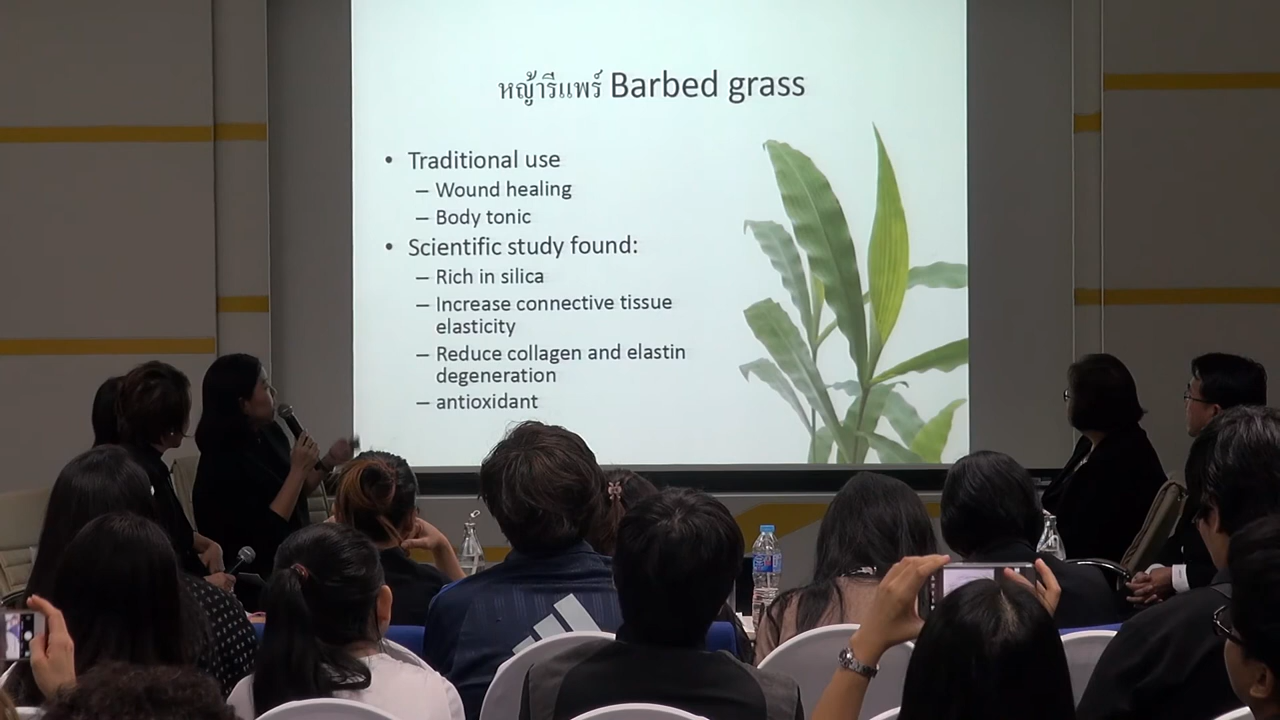 หญ้ารีแพร์ Barbed grass
• Traditional use
– Wound healing
– Body tonic
• Scientific study found:
– Rich in silica
– Increase connective tissue
elasticity
– Reduce collagen and elastin
degeneration
– antioxidant